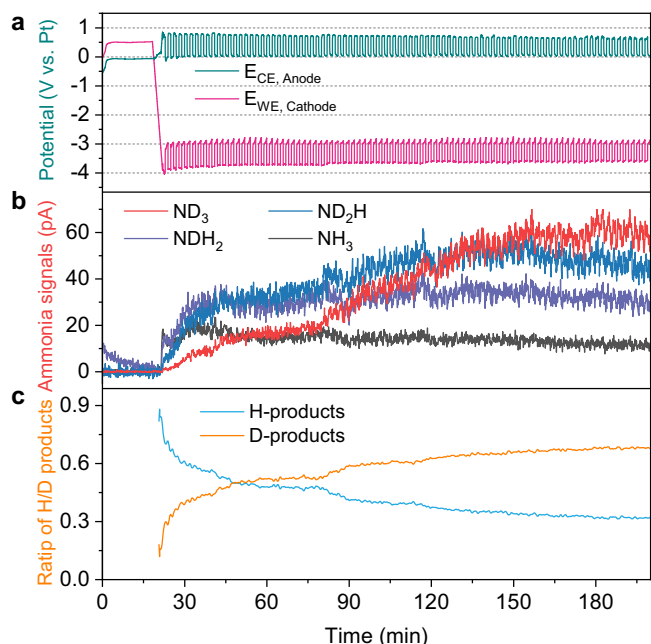 a
Potential (V vs. Pt)
1
0
-1
-2
-3
-4
E CE, Anode
E WE, Cathode
b
Ammonia signals (pA)
60
40
20
0
ND3
ND2H
NDH2
NH3
c
Ratip of H/D products
0.9
0.6
0.3
0.0
H-products
D-products
0 30 60 90 120 150 180
Time (min)